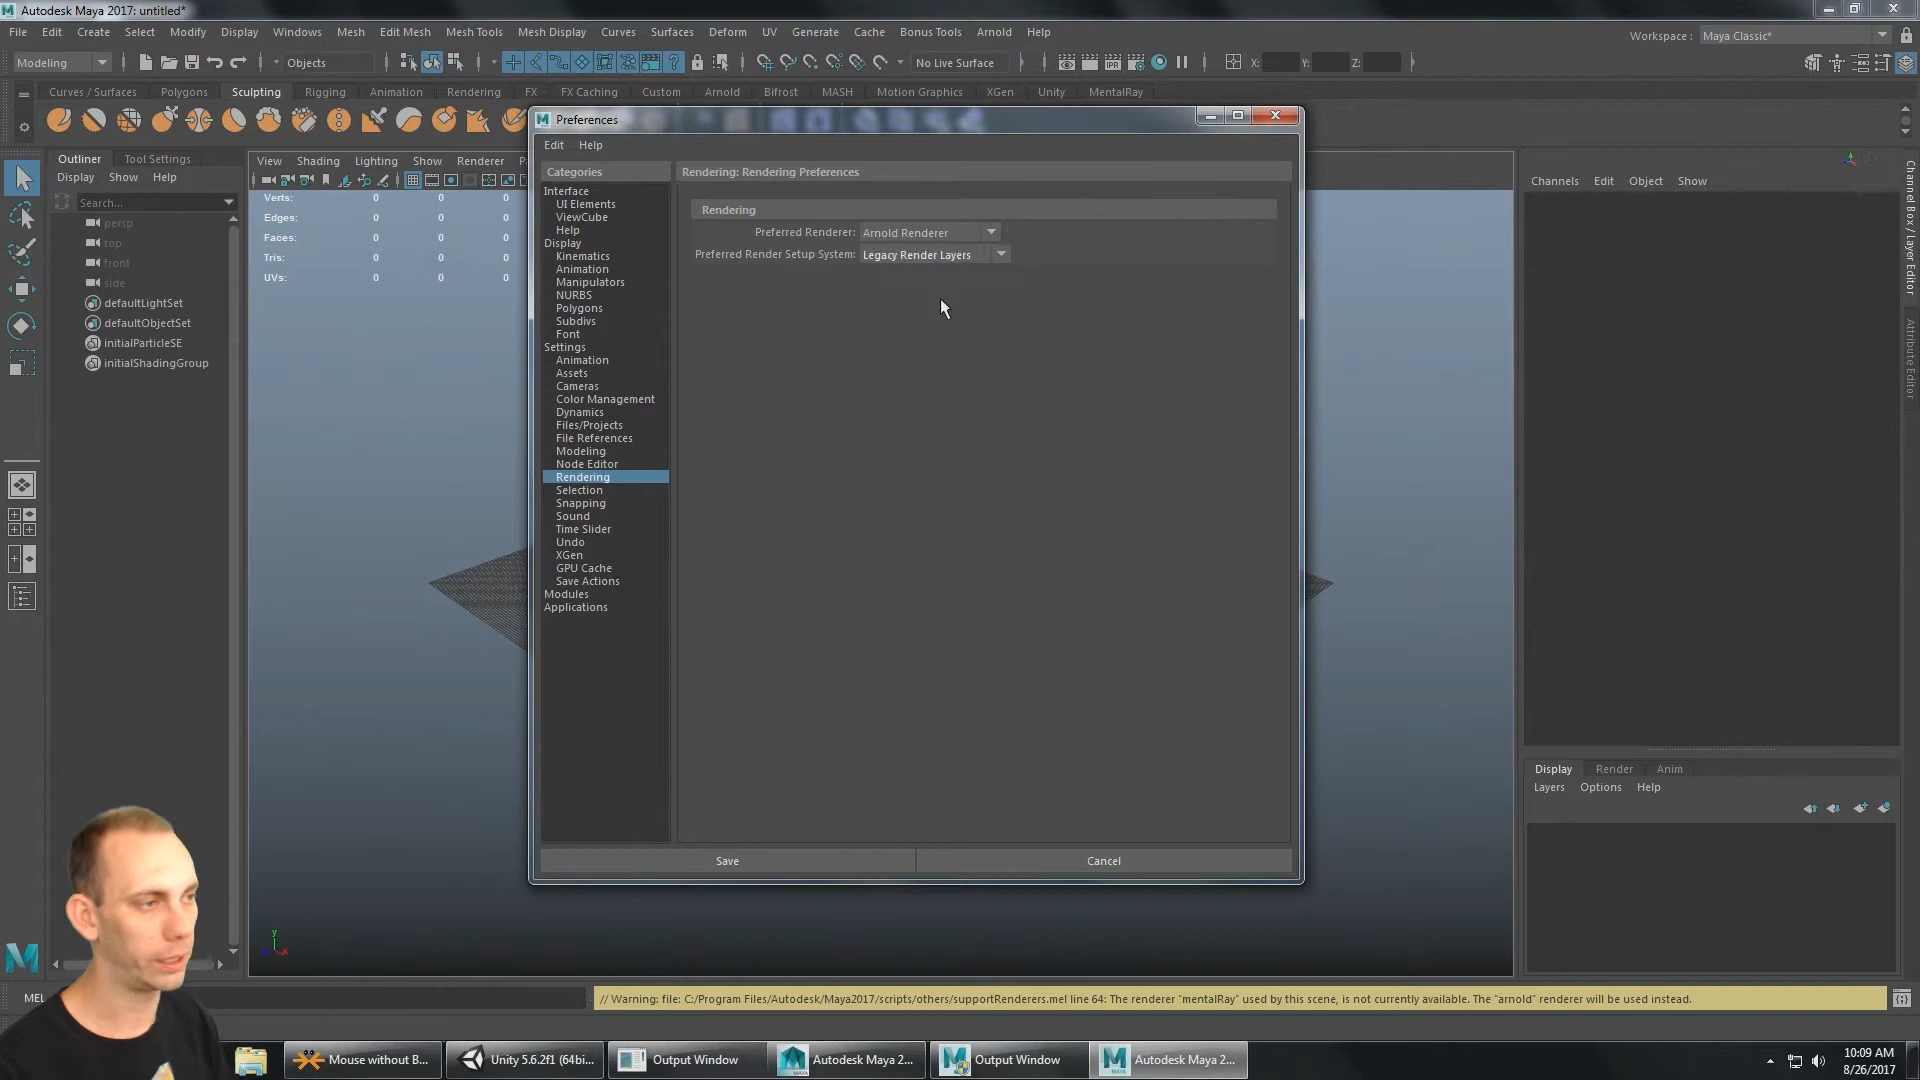 Autodesk Maya 2017: untitled*
File Edit Create Select Modify Display Windows Mesh Edit Mesh Mesh Tools Mesh Display Curves Surfaces Deform UV Generate Cache Bonus Tools Arnold Help
Workspace : Maya Classic*
Modeling Objects No Live Surface X: Y: Z:
Curves / Surfaces Polygons Sculpting Rigging Animation Rendering FX FX Caching Custom Arnold Bifrost MASH Motion Graphics XGen Unity MentalRay
Preferences
Edit Help
Outliner Tool Settings
Display Show Help
Search...
persp
top
front
side
defaultLightSet
defaultObjectSet
initialParticleSE
initialShadingGroup
View Shading Lighting Show Renderer
Verts: 0 0 0
Edges: 0 0 0
Faces: 0 0 0
Tris: 0 0 0
UVs: 0 0 0
Categories
Interface
UI Elements
ViewCube
Help
Display
Kinematics
Animation
Manipulators
NURBS
Polygons
Subdivs
Font
Settings
Animation
Assets
Cameras
Color Management
Dynamics
Files/Projects
File References
Modeling
Node Editor
Rendering
Selection
Snapping
Sound
Time Slider
Undo
XGen
GPU Cache
Save Actions
Modules
Applications
Rendering: Rendering Preferences
Rendering
Preferred Renderer: Arnold Renderer
Preferred Render Setup System: Legacy Render Layers
Save Cancel
Channels Edit Object Show
Channel Box / Layer Editor
Attribute Editor
Display Render Anim
Layers Options Help
y
MEL
// Warning: file: C:/Program Files/Autodesk/Maya2017/scripts/others/supportRenderers.mel line 64: The renderer "mentalRay" used by this scene, is not currently available. The "arnold" renderer will be used instead.
Mouse without B...
Unity 5.6.2f1 (64bi...
Output Window
Autodesk Maya 2...
Output Window
Autodesk Maya 2...
10:09 AM
8/26/2017